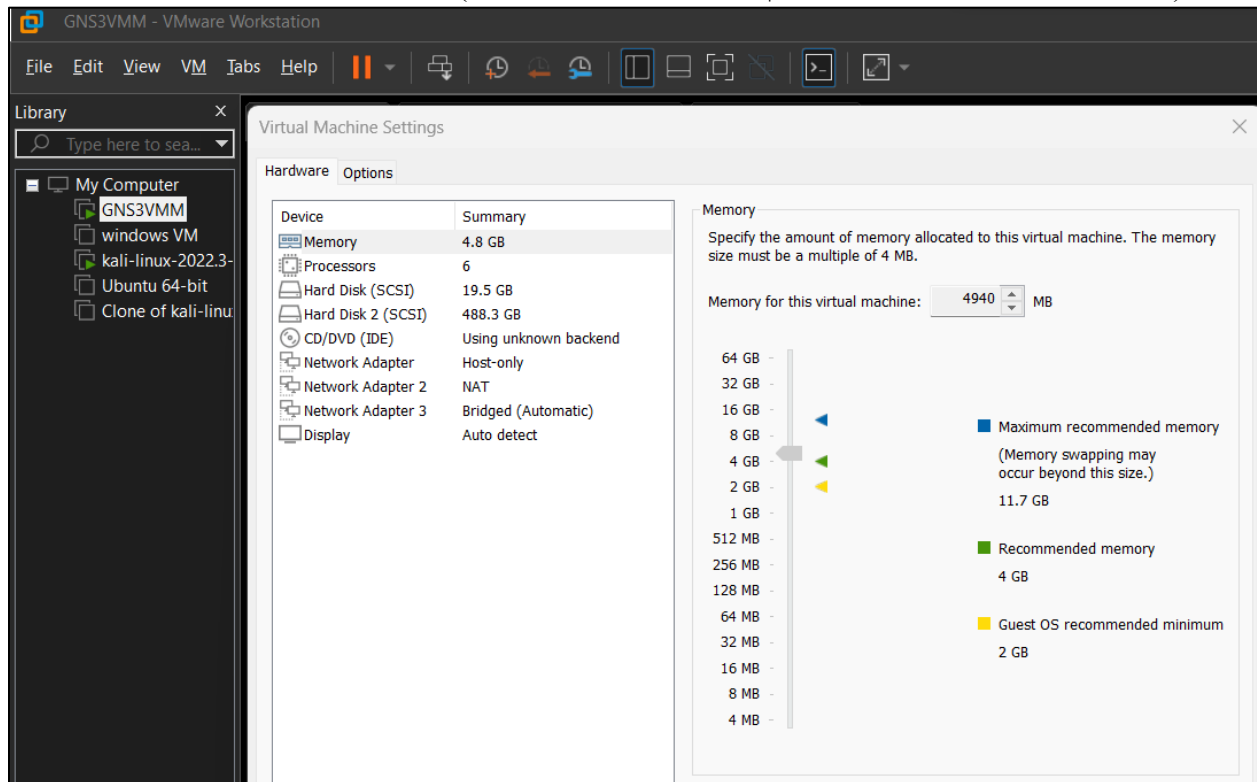 GNS3VMM - VMware Workstation
File Edit View VM Tabs Help
Library X
Type here to sea...
My Computer
GNS3VMM
windows VM
kali-linux-2022.3-
Ubuntu 64-bit
Clone of kali-linu
Virtual Machine Settings
Hardware Options
Device Summary
Memory 4.8 GB
Processors 6
Hard Disk (SCSI) 19.5 GB
Hard Disk 2 (SCSI) 488.3 GB
CD/DVD (IDE) Using unknown backend
Network Adapter Host-only
Network Adapter 2 NAT
Network Adapter 3 Bridged (Automatic)
Display Auto detect
Memory
Specify the amount of memory allocated to this virtual machine. The memory
size must be a multiple of 4 MB.
Memory for this virtual machine: 4940 MB
64 GB
32 GB
16 GB
8 GB
4 GB
2 GB
1 GB
512 MB
256 MB
128 MB
64 MB
32 MB
16 MB
8 MB
4 MB
Maximum recommended memory
(Memory swapping may
occur beyond this size.)
11.7 GB
Recommended memory
4 GB
Guest OS recommended minimum
2 GB